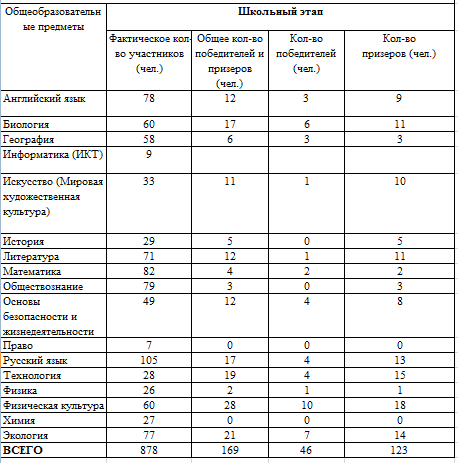 Общеобразователь Школьный этап
ные предметы
Фактическое кол- Общее кол-во Кол-во Кол-во
во участников победителей и победителей призеров (чел.)
(чел.) призеров (чел.)
(чел.)
Английский язык 78 12 3 9
Биология 60 17 6 11
География 58 6 3 3
Информатика (ИКТ) 9
Искусство (Мировая 33 11 1 10
художественная
культура)
История 29 5 0 5
Литература 71 12 1 11
Математика 82 4 2 2
Обществознание 79 3 0 3
Основы 49 12 4 8
безопасности и
жизнедеятельности
Право 7 0 0 0
Русский язык 105 17 4 13
Технология 28 19 4 15
Физика 26 2 1 1
Физическая культура 60 28 10 18
Химия 27 0 0 0
Экология 77 21 7 14
ВСЕГО 878 169 46 123